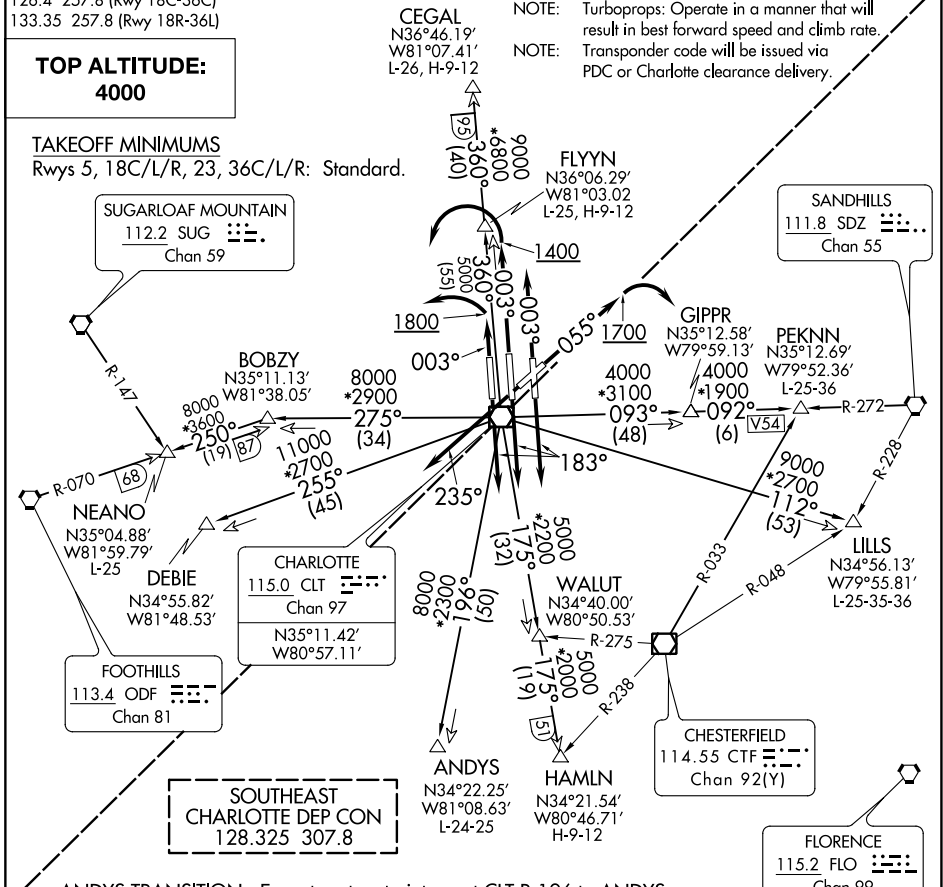 128.4 257.8 (Rwy 18C-36C)
133.35 257.8 (Rwy 18R-36L)
TOP ALTITUDE:
4000
TAKEOFF MINIMUMS
Rwys 5, 18C/L/R, 23, 36C/L/R: Standard.
CEGAL
N36°46.19'
W81°07.41'
L-26, H-9-12
NOTE: Turboprops: Operate in a manner that will
result in best forward speed and climb rate.
NOTE: Transponder code will be issued via
PDC or Charlotte clearance delivery.
95
360°
(40)
9000
*6800
FLYYN
N36°06.29'
W81°03.02
L-25, H-9-12
1400
5000
360°
(55)
003°
003°
1800
003°
055°
1700
SUGARLOAF MOUNTAIN
112.2 SUG
Chan 59
SANDHILLS
111.8 SDZ
Chan 55
R-147
BOBZY
N35°11.13'
W81°38.05'
8000
*2900
275°
(34)
GIPPR
N35°12.58'
W79°59.13'
PEKNN
N35°12.69'
W79°52.36'
L-25-36
4000
*3100
093°
(48)
4000
*1900
092°
(6)
V54
R-272
R-228
8000
*3600
250°
(19)
87
R-070
68
NEANO
N35°04.88'
W81°59.79'
L-25
11000
*2700
255°
(45)
DEBIE
N34°55.82'
W81°48.53'
235°
183°
9000
*2700
112°
(53)
LILLS
N34°56.13'
W79°55.81'
L-25-35-36
R-033
R-048
CHARLOTTE
115.0 CLT
Chan 97
N35°11.42'
W80°57.11'
5000
*2200
175°
(32)
WALUT
N34°40.00'
W80°50.53'
R-275
8000
*2300
196°
(50)
5000
*2000
175°
(19)
51
R-238
FOOTHILLS
113.4 ODF
Chan 81
CHESTERFIELD
114.55 CTF
Chan 92(Y)
ANDYS
N34°22.25'
W81°08.63'
L-24-25
HAMLN
N34°21.54'
W80°46.71'
H-9-12
SOUTHEAST
CHARLOTTE DEP CON
128.325 307.8
FLORENCE
115.2 FLO
Chan 99